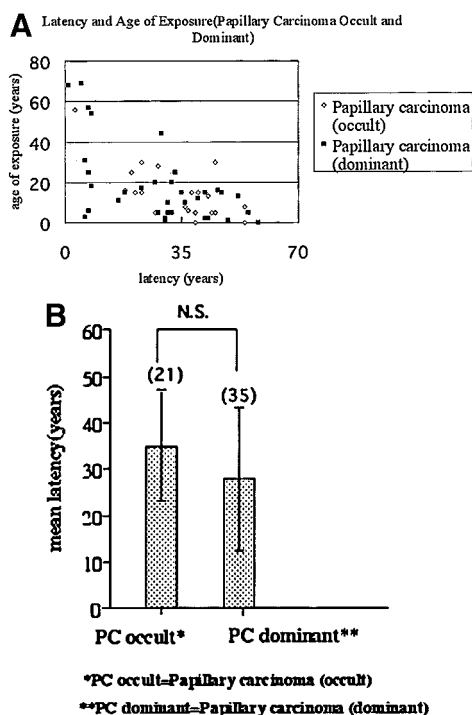 A
Latency and Age of Exposure(Papillary Carcinoma Occult and
Dominant)
80
60
40
20
0
age of exposure (years)
0
35
70
latency (years)
Papillary carcinoma
(occult)
Papillary carcinoma
(dominant)
B
N.S.
60
50
40
30
20
10
0
mean latency(years)
(21)
(35)
PC occult*
PC dominant**
*PC occult=Papillary carcinoma (occult)
**PC dominant=Papillary carcinoma (dominant)